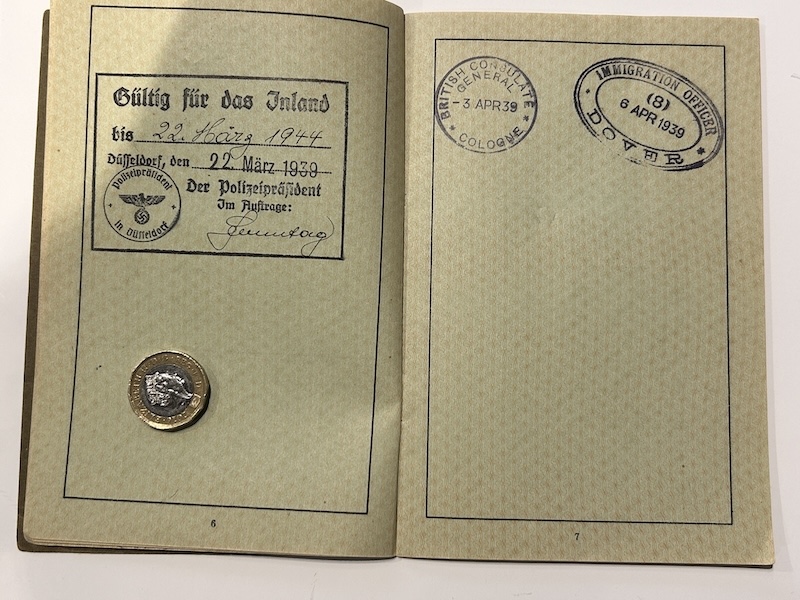 Gültig für das Inland
bis 22. März 1944
Düsseldorf, den 22. März 1939
Der Polizeipräsident
Im Auftrage:
Polizeipräsident
in Düsseldorf
6
BRITISH CONSULATE
GENERAL
-3 APR 39
* COLOGNE *
IMMIGRATION OFFICER
(8)
6 APR 1939
* DOVER *
7